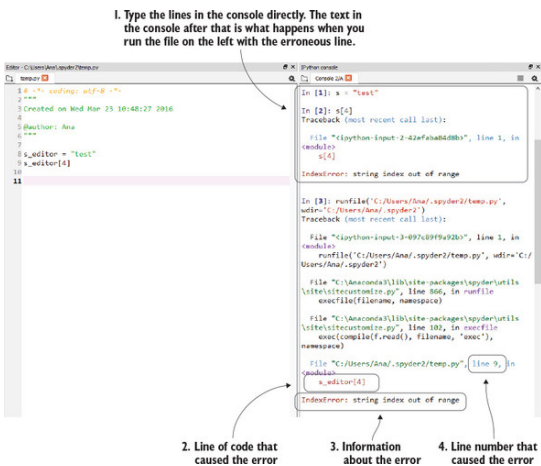 1. Type the lines in the console directly. The text in
the console after that is what happens when you
run the file on the left with the erroneous line.
Editor - C:\Users\Ana\.spyder2\temp.py
temp.py
1 # -*- coding: utf-8 -*-
2 """
3 Created on Wed Mar 23 10:48:27 2016
4
5 @author: Ana
6 """
7
8 s_editor = "test"
9 s_editor[4]
10
11
IPython console
Console 2/A
In [1]: s = "test"
In [2]: s[4]
Traceback (most recent call last):
File "<ipython-input-2-42efaba84d8b>", line 1, in
<module>
s[4]
IndexError: string index out of range
In [3]: runfile('C:/Users/Ana/.spyder2/temp.py',
wdir='C:/Users/Ana/.spyder2')
Traceback (most recent call last):
File "<ipython-input-3-097c89f9a92b>", line 1, in
<module>
runfile('C:/Users/Ana/.spyder2/temp.py', wdir='C:/
Users/Ana/.spyder2')
File "C:\Anaconda3\lib\site-packages\spyder\utils
\site\sitecustomize.py", line 866, in runfile
execfile(filename, namespace)
File "C:\Anaconda3\lib\site-packages\spyder\utils
\site\sitecustomize.py", line 102, in execfile
exec(compile(f.read(), filename, 'exec'),
namespace)
File "C:/Users/Ana/.spyder2/temp.py", line 9, in
<module>
s_editor[4]
IndexError: string index out of range
2. Line of code that
caused the error
3. Information
about the error
4. Line number that
caused the error